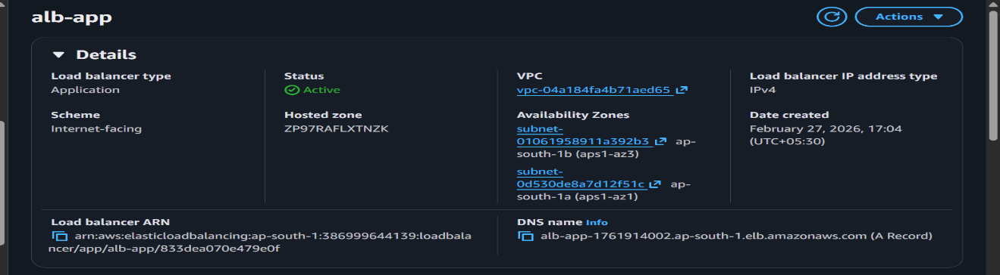 alb-app
Actions
Details
Load balancer type
Application
Status
Active
VPC
vpc-04a184fa4b71aed65
Load balancer IP address type
IPv4
Scheme
Internet-facing
Hosted zone
ZP97RAFLXTNZK
Availability Zones
subnet-
01061958911a392b3 ap-
south-1b (aps1-az3)
subnet-
0d530de8a7d12f51c ap-
south-1a (aps1-az1)
Date created
February 27, 2026, 17:04
(UTC+05:30)
Load balancer ARN
arn:aws:elasticloadbalancing:ap-south-1:386999644139:loadbala
ncer/app/alb-app/833dea070e479e0f
DNS name Info
alb-app-1761914002.ap-south-1.elb.amazonaws.com (A Record)